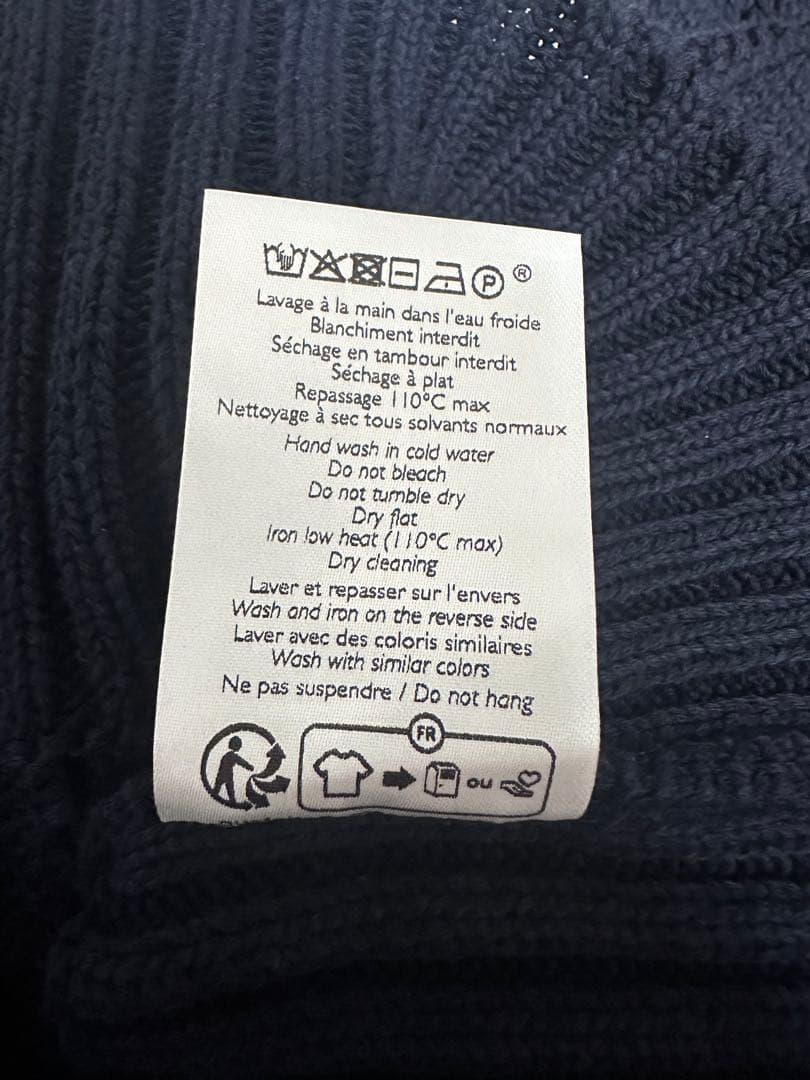 P ®
Lavage à la main dans l'eau froide
Blanchiment interdit
Séchage en tambour interdit
Séchage à plat
Repassage 110°C max
Nettoyage à sec tous solvants normaux
Hand wash in cold water
Do not bleach
Do not tumble dry
Dry flat
Iron low heat (110°C max)
Dry cleaning
Laver et repasser sur l'envers
Wash and iron on the reverse side
Laver avec des coloris similaires
Wash with similar colors
Ne pas suspendre / Do not hang
FR
ou